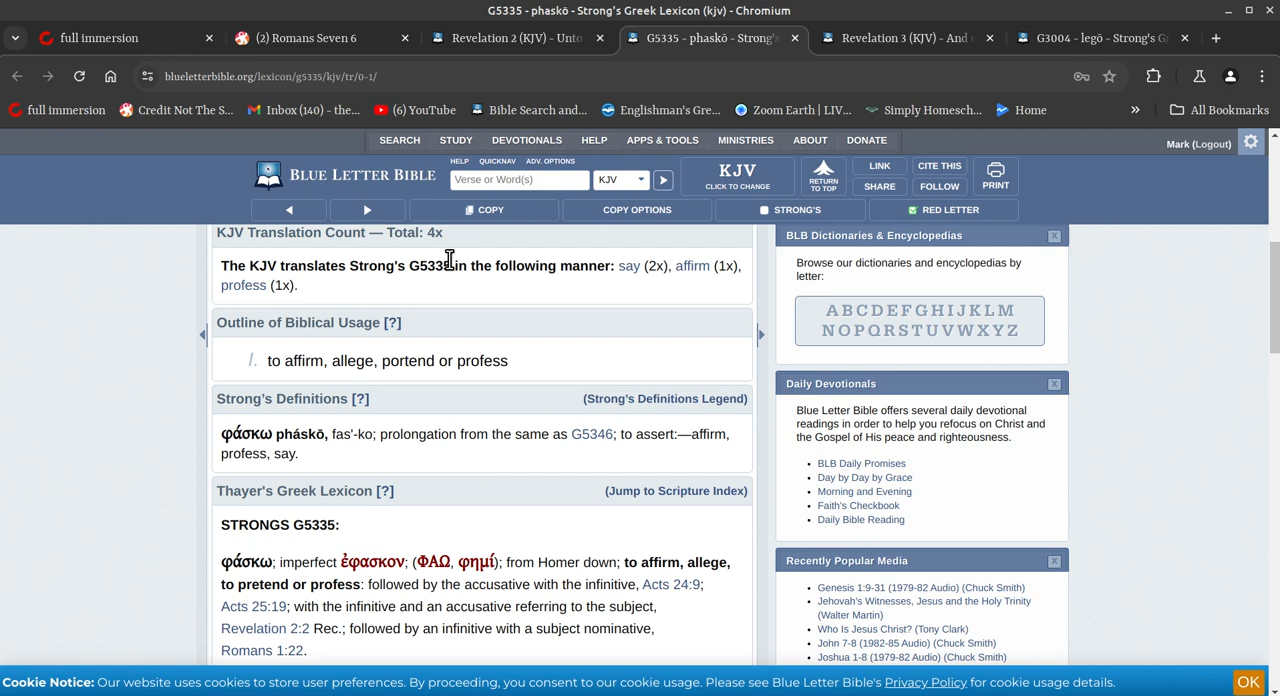 G5335 - phaskō - Strong's Greek Lexicon (kjv) - Chromium
full immersion
(2) Romans Seven 6
Revelation 2 (KJV) - Unto
G5335 - phaskō - Strong's
Revelation 3 (KJV) - And
G3004 - legō - Strong's G
blueletterbible.org/lexicon/g5335/kjv/tr/0-1/
full immersion
Credit Not The S...
Inbox (140) - the...
(6) YouTube
Bible Search and...
Englishman's Gre...
Zoom Earth | LIV...
Simply Homesch...
Home
All Bookmarks
SEARCH STUDY DEVOTIONALS HELP APPS & TOOLS MINISTRIES ABOUT DONATE
Mark (Logout)
BLUE LETTER BIBLE
HELP QUICKNAV ADV. OPTIONS
Verse or Word(s)
KJV
KJV
CLICK TO CHANGE
RETURN
TO TOP
LINK
CITE THIS
SHARE
FOLLOW
PRINT
COPY
COPY OPTIONS
STRONG'S
RED LETTER
KJV Translation Count — Total: 4x
The KJV translates Strong's G5335 in the following manner: say (2x), affirm (1x),
profess (1x).
Outline of Biblical Usage [?]
I. to affirm, allege, portend or profess
Strong’s Definitions [?]
(Strong’s Definitions Legend)
φάσκω pháskō, fas'-ko; prolongation from the same as G5346; to assert:—affirm,
profess, say.
Thayer's Greek Lexicon [?]
(Jump to Scripture Index)
STRONGS G5335:
φάσκω; imperfect ἔφασκον; (ΦΑΩ, φημί); from Homer down; to affirm, allege,
to pretend or profess: followed by the accusative with the infinitive, Acts 24:9;
Acts 25:19; with the infinitive and an accusative referring to the subject,
Revelation 2:2 Rec.; followed by an infinitive with a subject nominative,
Romans 1:22.
BLB Dictionaries & Encyclopedias
X
Browse our dictionaries and encyclopedias by
letter:
A B C D E F G H I J K L M
N O P Q R S T U V W X Y Z
Daily Devotionals
X
Blue Letter Bible offers several daily devotional
readings in order to help you refocus on Christ and
the Gospel of His peace and righteousness.
BLB Daily Promises
Day by Day by Grace
Morning and Evening
Faith's Checkbook
Daily Bible Reading
Recently Popular Media
X
Genesis 1:9-31 (1979-82 Audio) (Chuck Smith)
Jehovah's Witnesses, Jesus and the Holy Trinity
(Walter Martin)
Who Is Jesus Christ? (Tony Clark)
John 7-8 (1982-85 Audio) (Chuck Smith)
Joshua 1-8 (1979-82 Audio) (Chuck Smith)
Cookie Notice: Our website uses cookies to store user preferences. By proceeding, you consent to our cookie usage. Please see Blue Letter Bible's Privacy Policy for cookie usage details.
OK